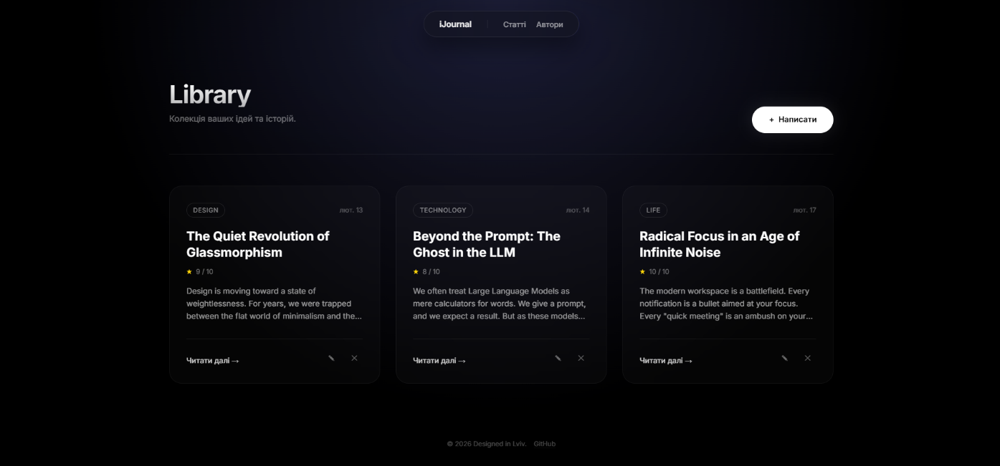 iJournal
Статті
Автори
Library
Колекція ваших ідей та історій.
+ Написати
DESIGN
лют. 13
The Quiet Revolution of
Glassmorphism
★ 9 / 10
Design is moving toward a state of
weightlessness. For years, we were trapped
between the flat world of minimalism and the...
Читати далі →
TECHNOLOGY
лют. 14
Beyond the Prompt: The
Ghost in the LLM
★ 8 / 10
We often treat Large Language Models as
mere calculators for words. We give a prompt,
and we expect a result. But as these models...
Читати далі →
LIFE
лют. 17
Radical Focus in an Age of
Infinite Noise
★ 10 / 10
The modern workspace is a battlefield. Every
notification is a bullet aimed at your focus.
Every "quick meeting" is an ambush on your...
Читати далі →
© 2026 Designed in Lviv. GitHub